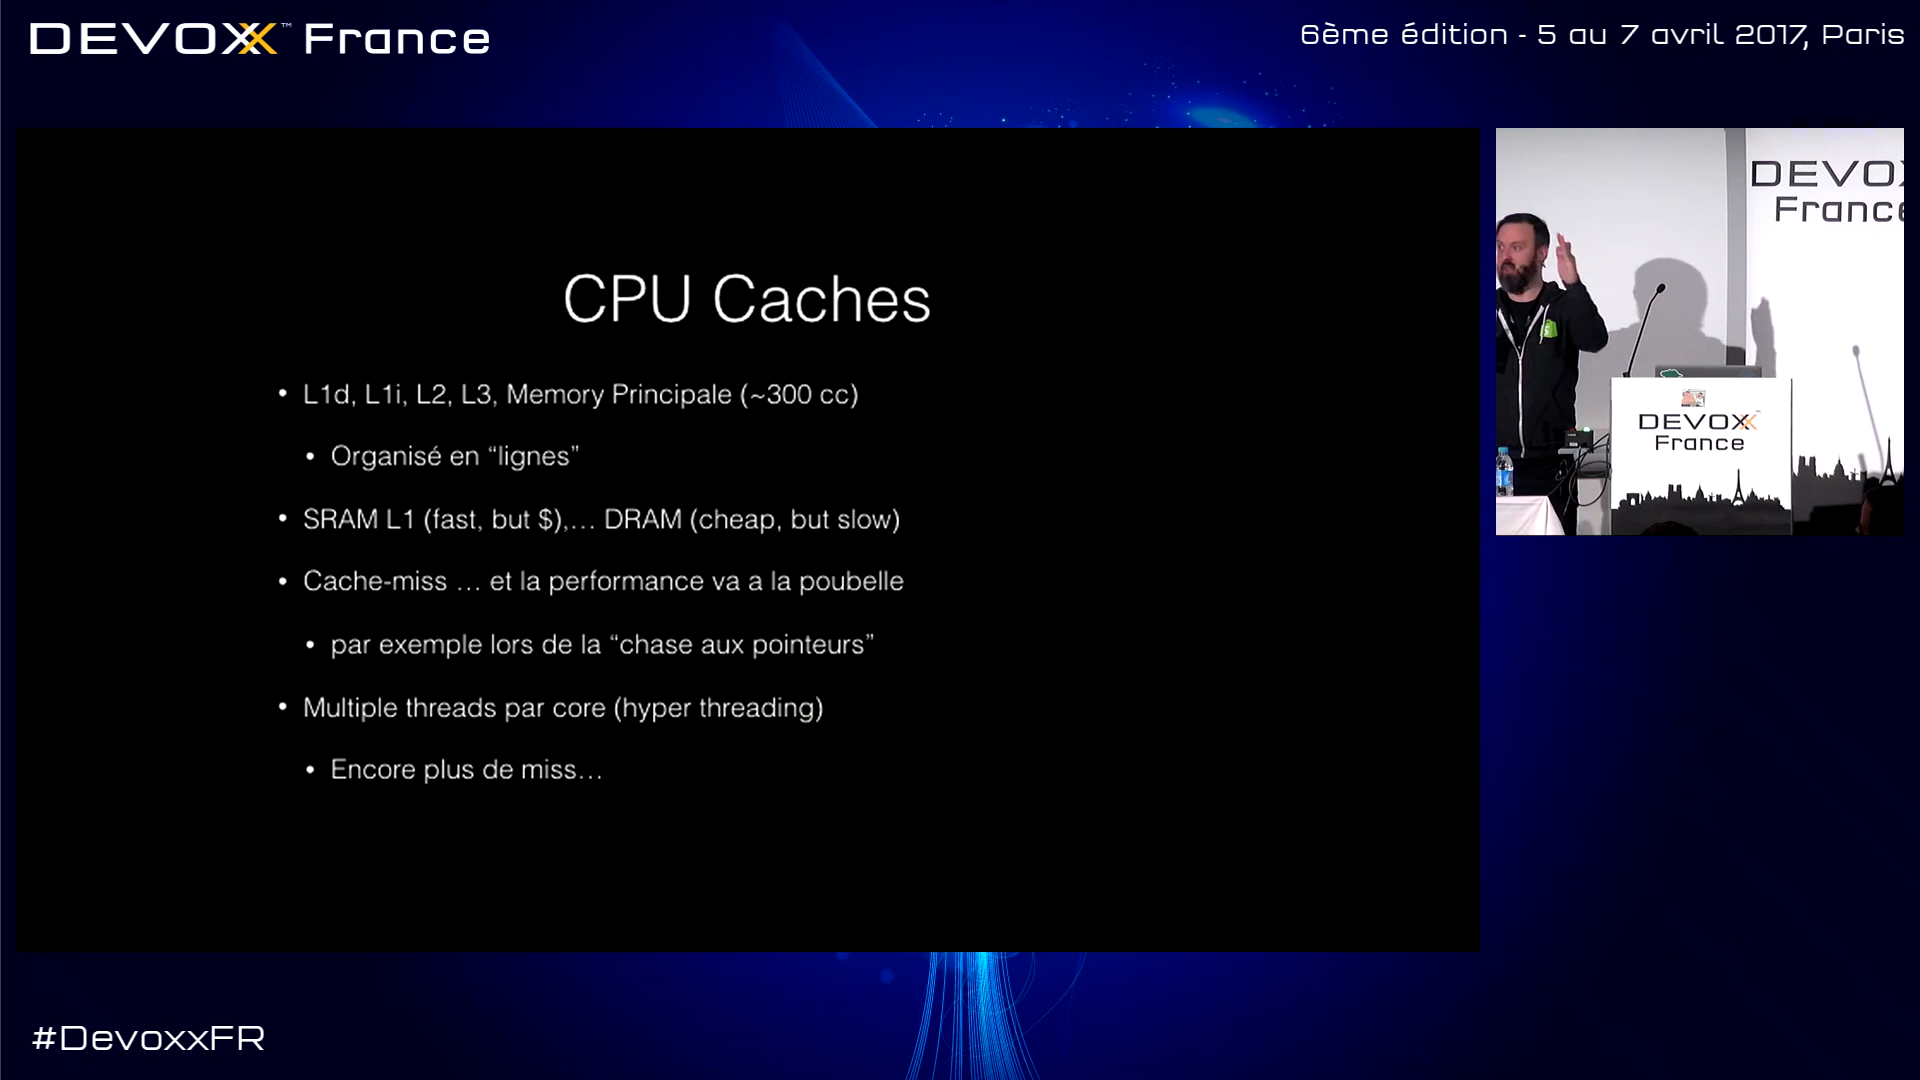 DEVOXX™ France
6ème édition - 5 au 7 avril 2017, Paris
CPU Caches
• L1d, L1i, L2, L3, Memory Principale (~300 cc)
• Organisé en “lignes”
• SRAM L1 (fast, but $),… DRAM (cheap, but slow)
• Cache-miss … et la performance va a la poubelle
• par exemple lors de la “chase aux pointeurs”
• Multiple threads par core (hyper threading)
• Encore plus de miss…
DEVOX
France
DEVOXX
France
#DevoxxFR